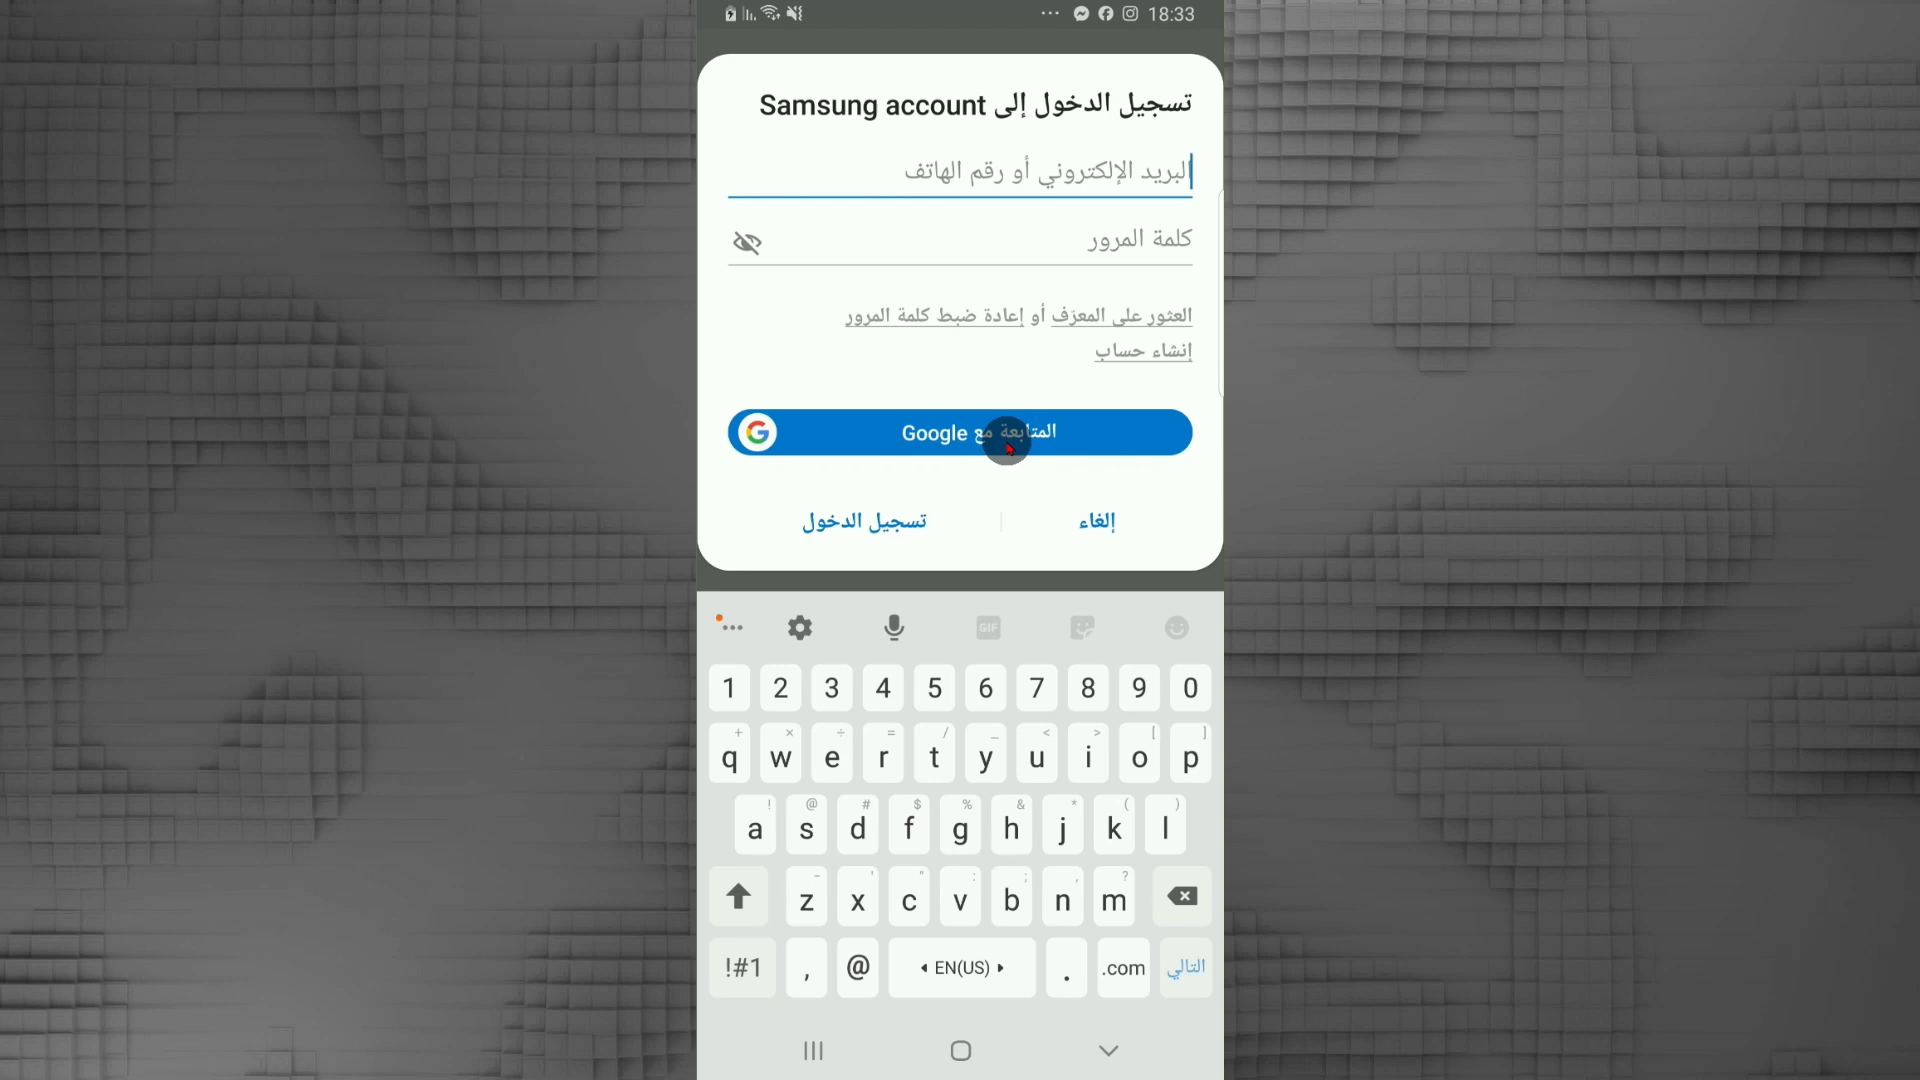 18:33
تسجيل الدخول إلى Samsung account
البريد الإلكتروني أو رقم الهاتف
كلمة المرور
العثور على المعرّف أو إعادة ضبط كلمة المرور
إنشاء حساب
المتابعة مع Google
إلغاء
تسجيل الدخول
GIF
1 2 3 4 5 6 7 8 9 0
+ × ÷ = / _ < > [ ]
q w e r t y u i o p
! @ # $ % & * ( )
a s d f g h j k l
- ' " : ; , ?
z x c v b n m
!#1 , @ EN(US) . .com التالي